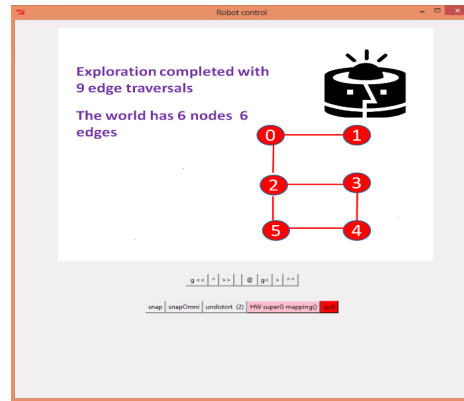 Robot control
Exploration completed with
9 edge traversals
The world has 6 nodes 6
edges
0 1
2 3
5 4
g << ^ >> @ g< > ^^
snap snapOmni undistort (2) HW superG mapping() quit